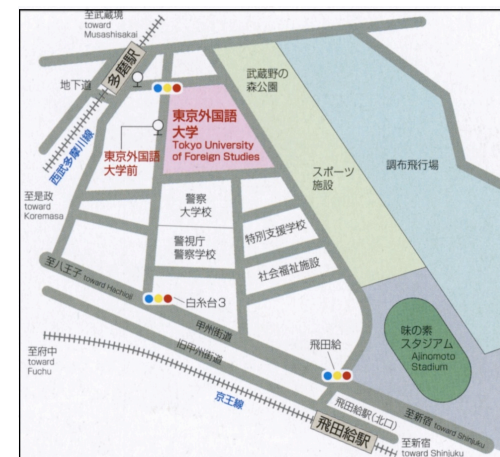 至武蔵境
toward
Musashisakai
多磨駅
地下道
西武多摩川線
武蔵野の
森公園
東京外国語
大学
Tokyo University
of Foreign Studies
東京外国語
大学前
調布飛行場
スポーツ
施設
至是政
toward
Koremasa
警察
大学校
特別支援学校
警視庁
警察学校
社会福祉施設
至八王子 toward Hachioji
白糸台3
甲州街道
旧甲州街道
飛田給
味の素
スタジアム
Ajinomoto
Stadium
至府中
toward
Fuchu
京王線
飛田給駅(北口)
飛田給駅
至新宿 toward Shinjuku
至新宿
toward Shinjuku